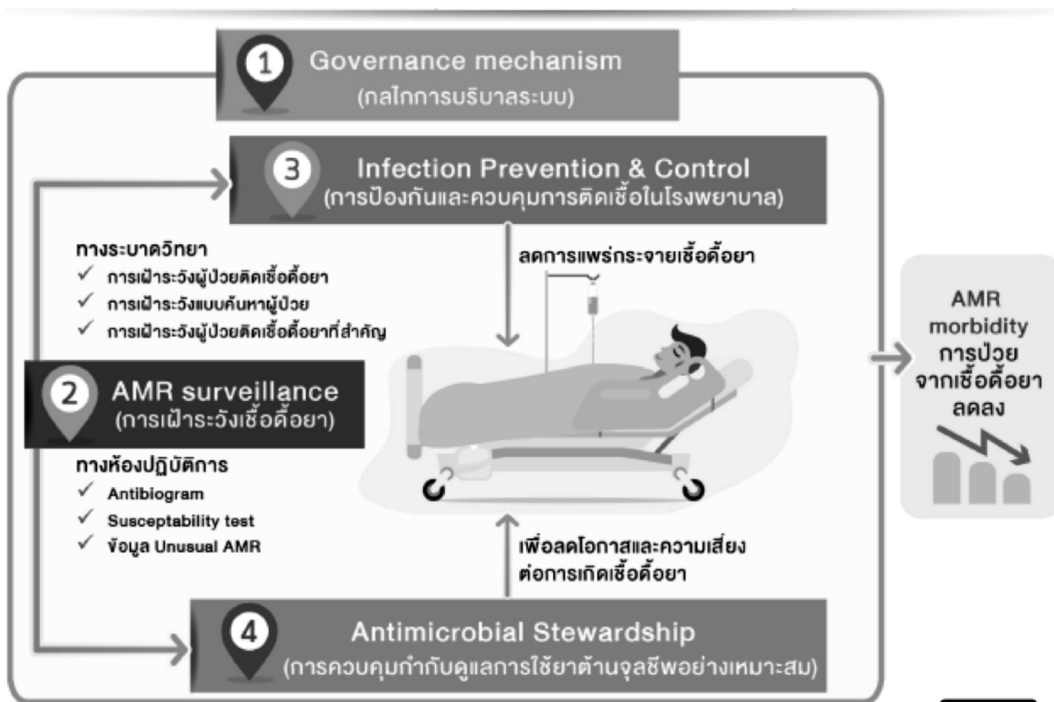 1
Governance mechanism
(กลไกการบริบาลระบบ)
3
Infection Prevention & Control
(การป้องกันและควบคุมการติดเชื้อในโรงพยาบาล)
ทางระบาดวิทยา
✓ การเฝ้าระวังผู้ป่วยติดเชื้อดื้อยา
✓ การเฝ้าระวังแบบค้นหาผู้ป่วย
✓ การเฝ้าระวังผู้ป่วยติดเชื้อดื้อยาที่สำคัญ
ลดการแพร่กระจายเชื้อดื้อยา
2
AMR surveillance
(การเฝ้าระวังเชื้อดื้อยา)
ทางห้องปฏิบัติการ
✓ Antibiogram
✓ Susceptability test
✓ ข้อมูล Unusual AMR
เพื่อลดโอกาสและความเสี่ยง
ต่อการเกิดเชื้อดื้อยา
4
Antimicrobial Stewardship
(การควบคุมกำกับดูแลการใช้ยาต้านจุลชีพอย่างเหมาะสม)
AMR
morbidity
การป่วย
จากเชื้อดื้อยา
ลดลง